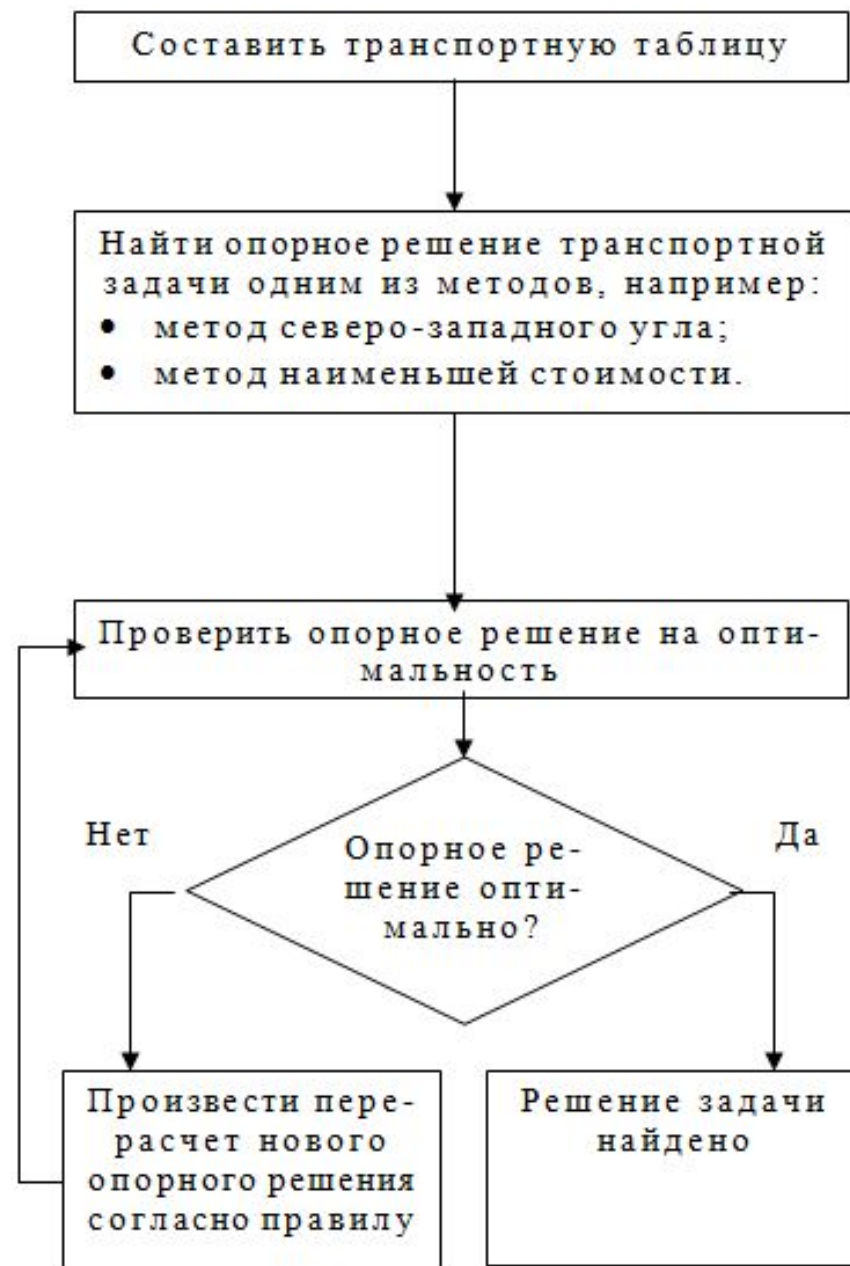 Составить транспортную таблицу
Найти опорное решение транспортной
задачи одним из методов, например:
• метод северо-западного угла;
• метод наименьшей стоимости.
Проверить опорное решение на опти-
мальность
Нет
Да
Опорное ре-
шение опти-
мально?
Произвести пере-
расчет нового
опорного решения
согласно правилу
Решение задачи
найдено